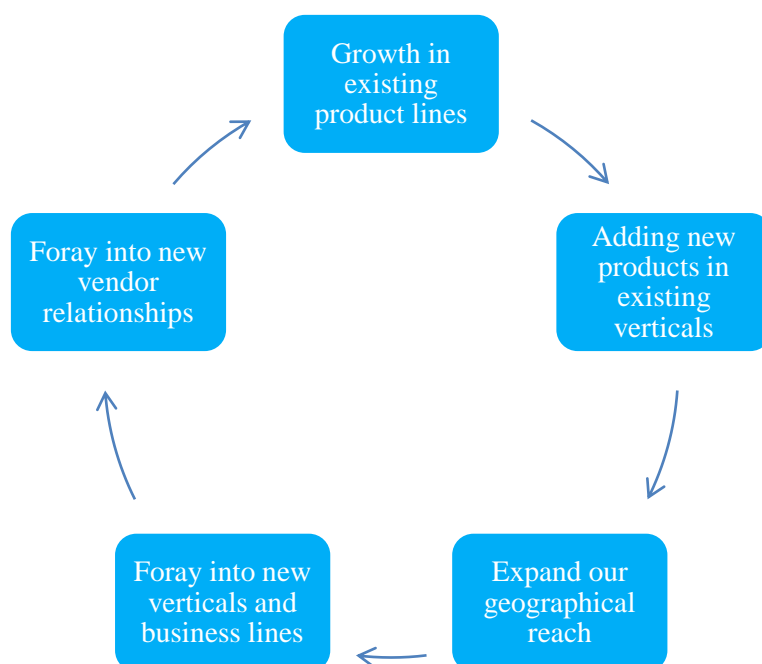 Growth in
existing
product lines
Adding new
products in
existing
verticals
Expand our
geographical
reach
Foray into new
verticals and
business lines
Foray into new
vendor
relationships